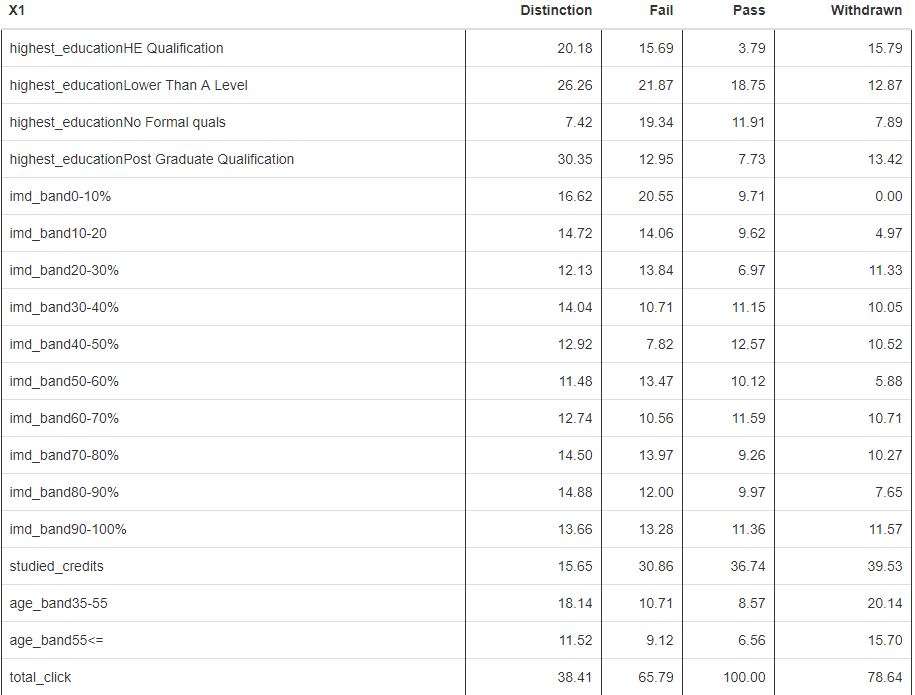 X1 Distinction Fail Pass Withdrawn
highest_educationHE Qualification 20.18 15.69 3.79 15.79
highest_educationLower Than A Level 26.26 21.87 18.75 12.87
highest_educationNo Formal quals 7.42 19.34 11.91 7.89
highest_educationPost Graduate Qualification 30.35 12.95 7.73 13.42
imd_band0-10% 16.62 20.55 9.71 0.00
imd_band10-20 14.72 14.06 9.62 4.97
imd_band20-30% 12.13 13.84 6.97 11.33
imd_band30-40% 14.04 10.71 11.15 10.05
imd_band40-50% 12.92 7.82 12.57 10.52
imd_band50-60% 11.48 13.47 10.12 5.88
imd_band60-70% 12.74 10.56 11.59 10.71
imd_band70-80% 14.50 13.97 9.26 10.27
imd_band80-90% 14.88 12.00 9.97 7.65
imd_band90-100% 13.66 13.28 11.36 11.57
studied_credits 15.65 30.86 36.74 39.53
age_band35-55 18.14 10.71 8.57 20.14
age_band55<= 11.52 9.12 6.56 15.70
total_click 38.41 65.79 100.00 78.64